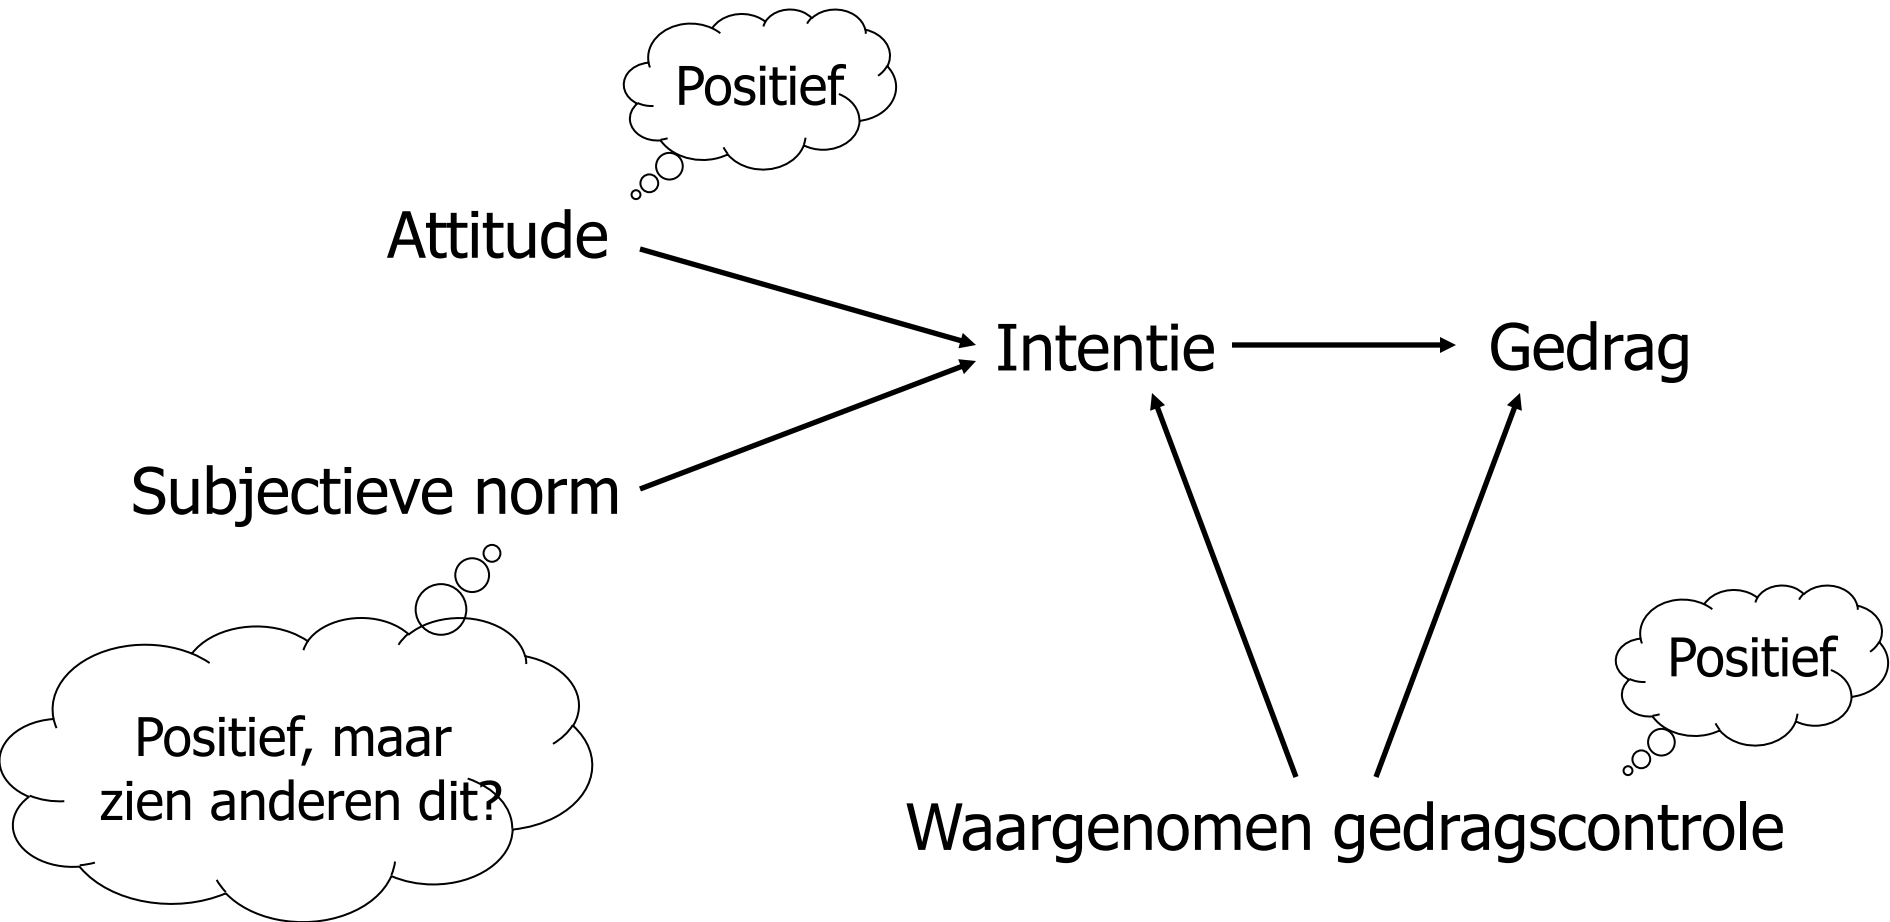 Positief
Attitude
Intentie
Gedrag
Subjectieve norm
Positief
Positief, maar
zien anderen dit?
Waargenomen gedragscontrole